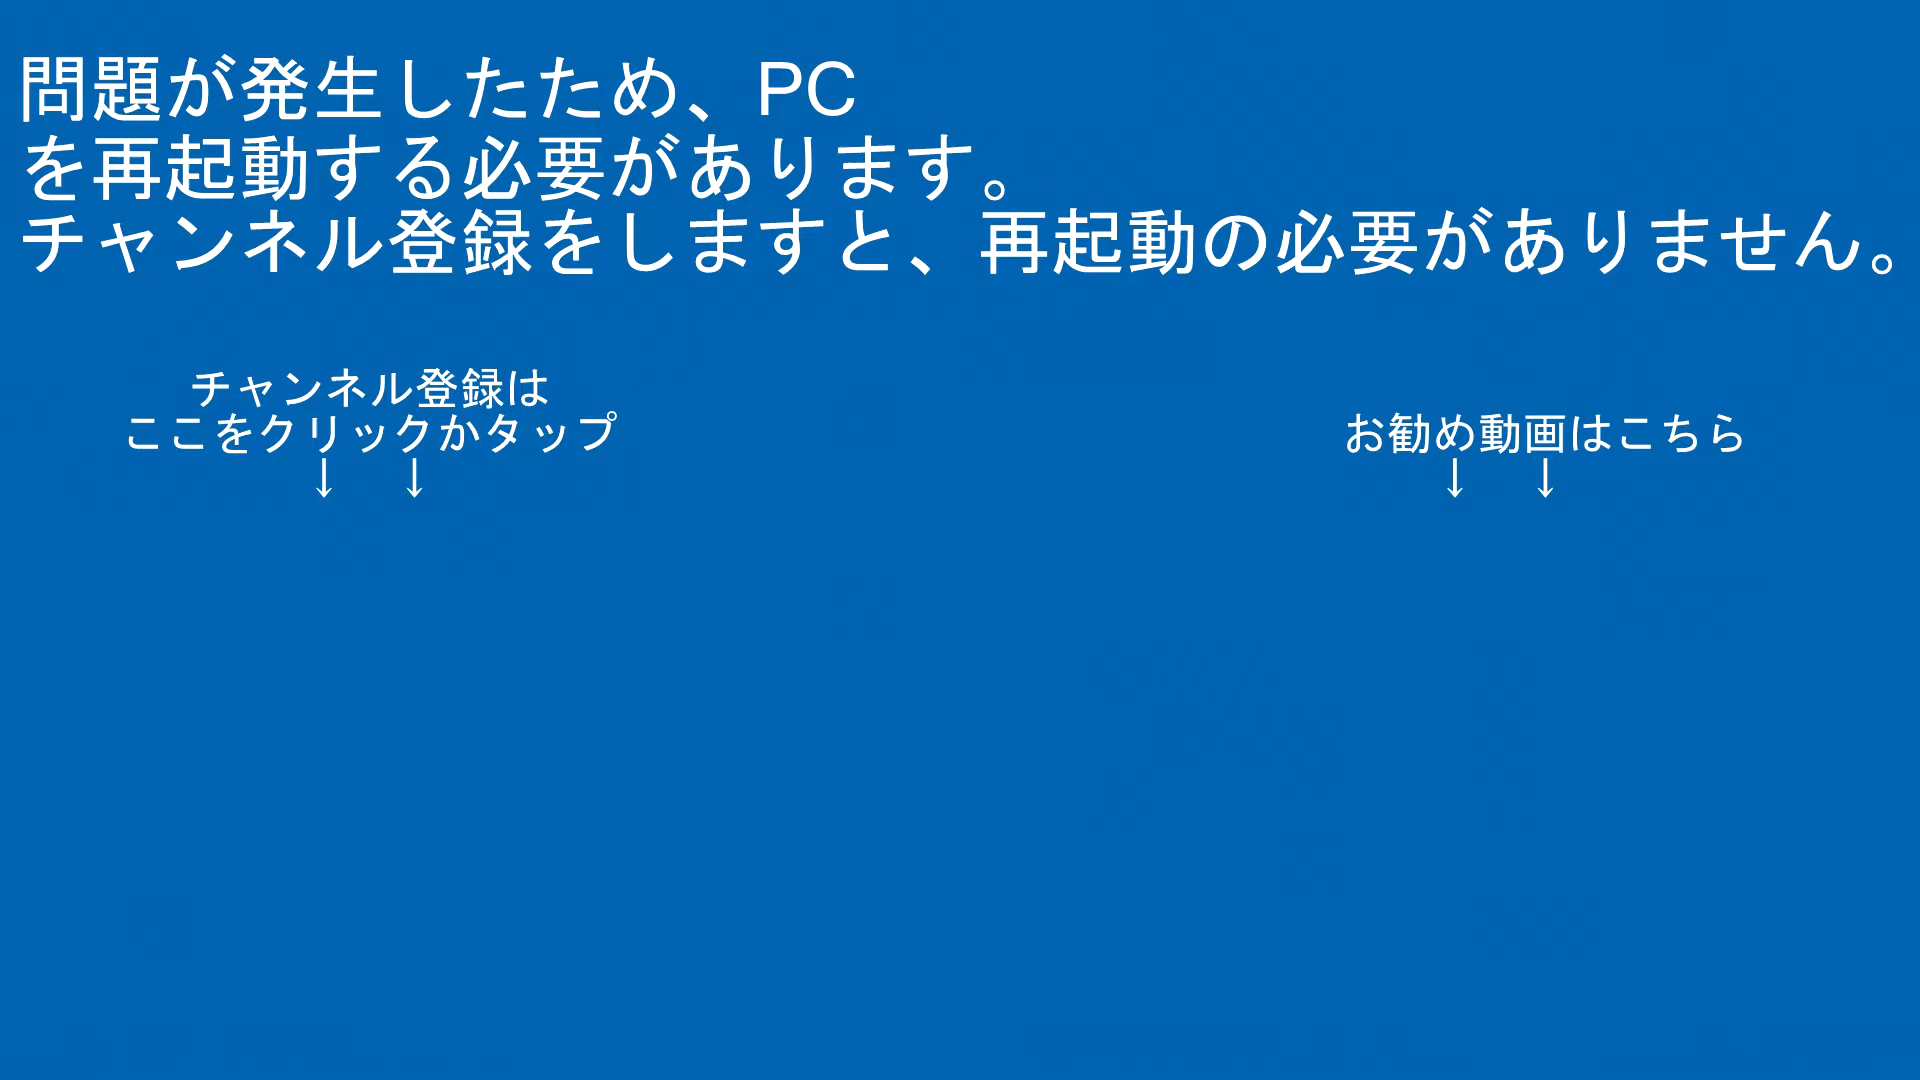 問題が発生したため、PC
を再起動する必要があります。
チャンネル登録をしますと、再起動の必要がありません。
チャンネル登録は
ここをクリックかタップ
↓ ↓
お勧め動画はこちら
↓ ↓